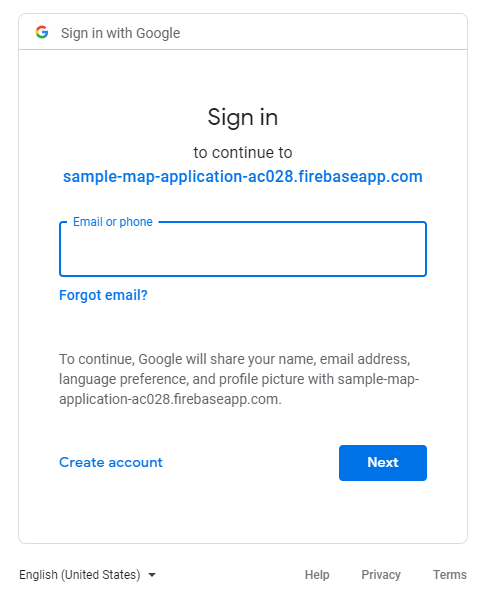 Sign in with Google
Sign in
to continue to
sample-map-application-ac028.firebaseapp.com
Email or phone
Forgot email?
To continue, Google will share your name, email address,
language preference, and profile picture with sample-map-
application-ac028.firebaseapp.com.
Create account
Next
English (United States)
Help
Privacy
Terms